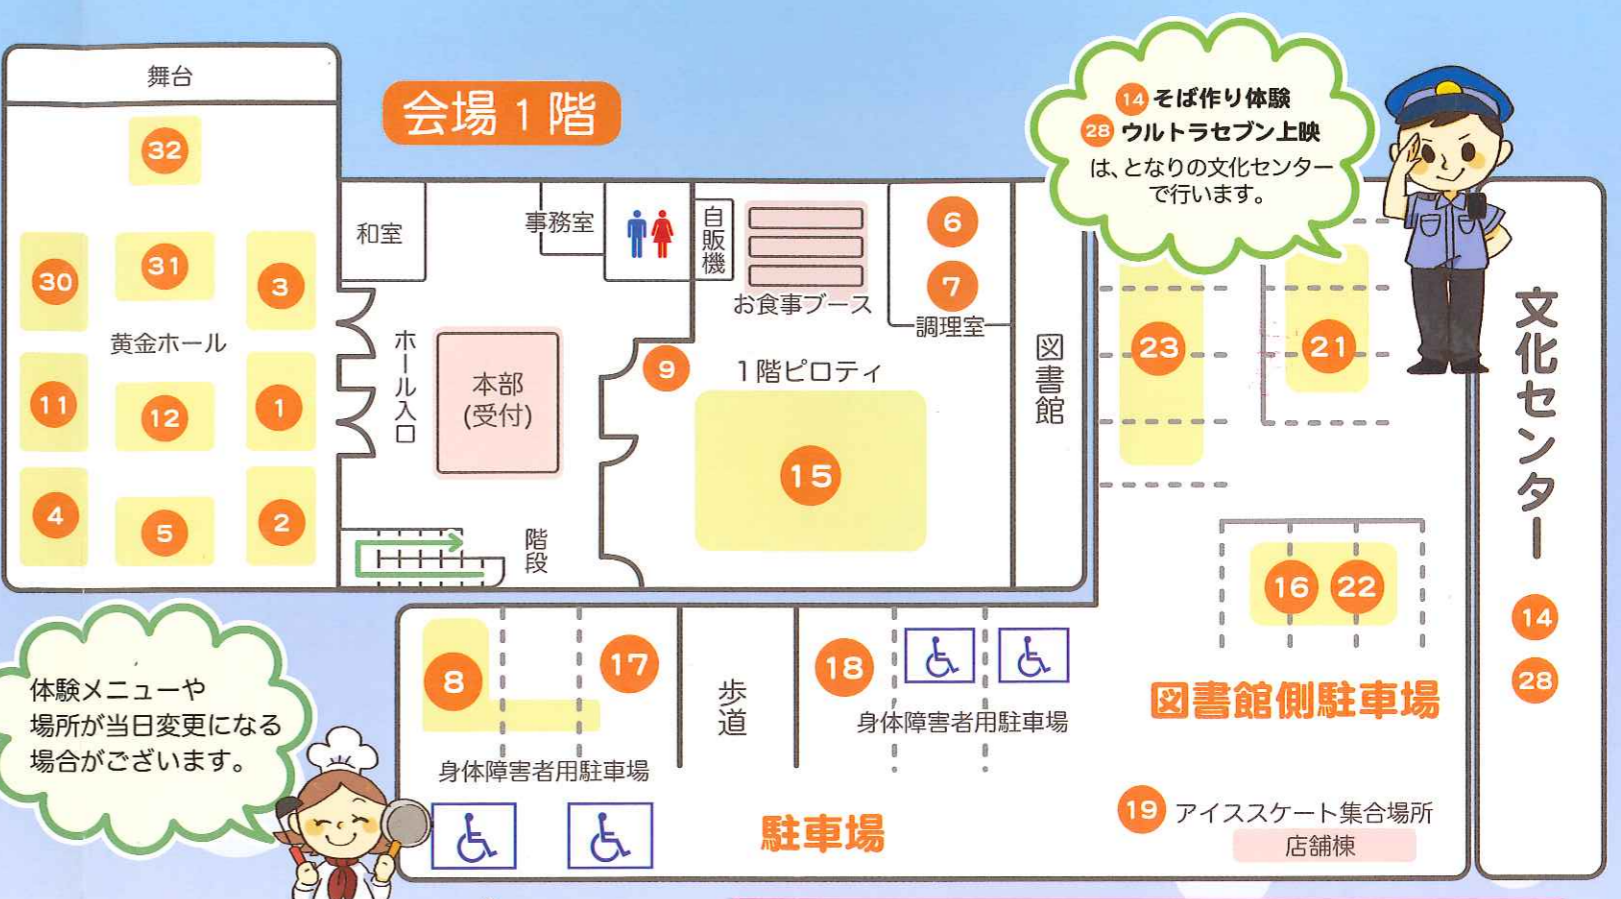 会場1階
14 そば作り体験
28 ウルトラセブン上映
は、となりの文化センター
で行います。
舞台
32
30
31
3
黄金ホール
11
12
1
4
5
2
和室
ホール入口
事務室
自販機
お食事ブース
6
7
調理室
本部
(受付)
9
1階ピロティ
15
階段
図書館
23
21
16
22
図書館側駐車場
文化センター
14
28
体験メニューや
場所が当日変更になる
場合がございます。
8
17
身体障害者用駐車場
歩道
18
身体障害者用駐車場
駐車場
19 アイススケート集合場所
店舗棟